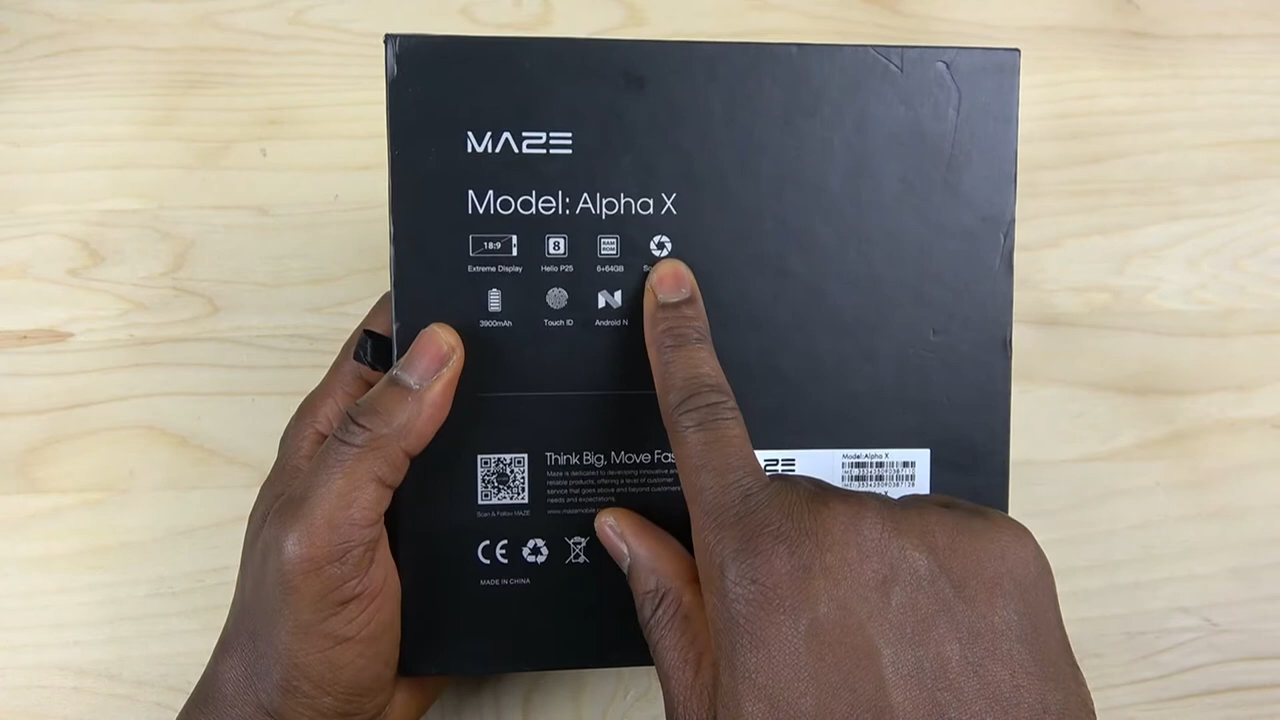 MAZE
Model: Alpha X
18:9
8
RAM
ROM
Extreme Display
Helio P25
6+64GB
3900mAh
Touch ID
Android N
Think Big, Move Fas
Maze is dedicated to developing innovative and
reliable products, offering a level of customer
service that goes above and beyond customers'
needs and expectations.
Scan & Follow MAZE
CE
MADE IN CHINA
Model:Alpha X